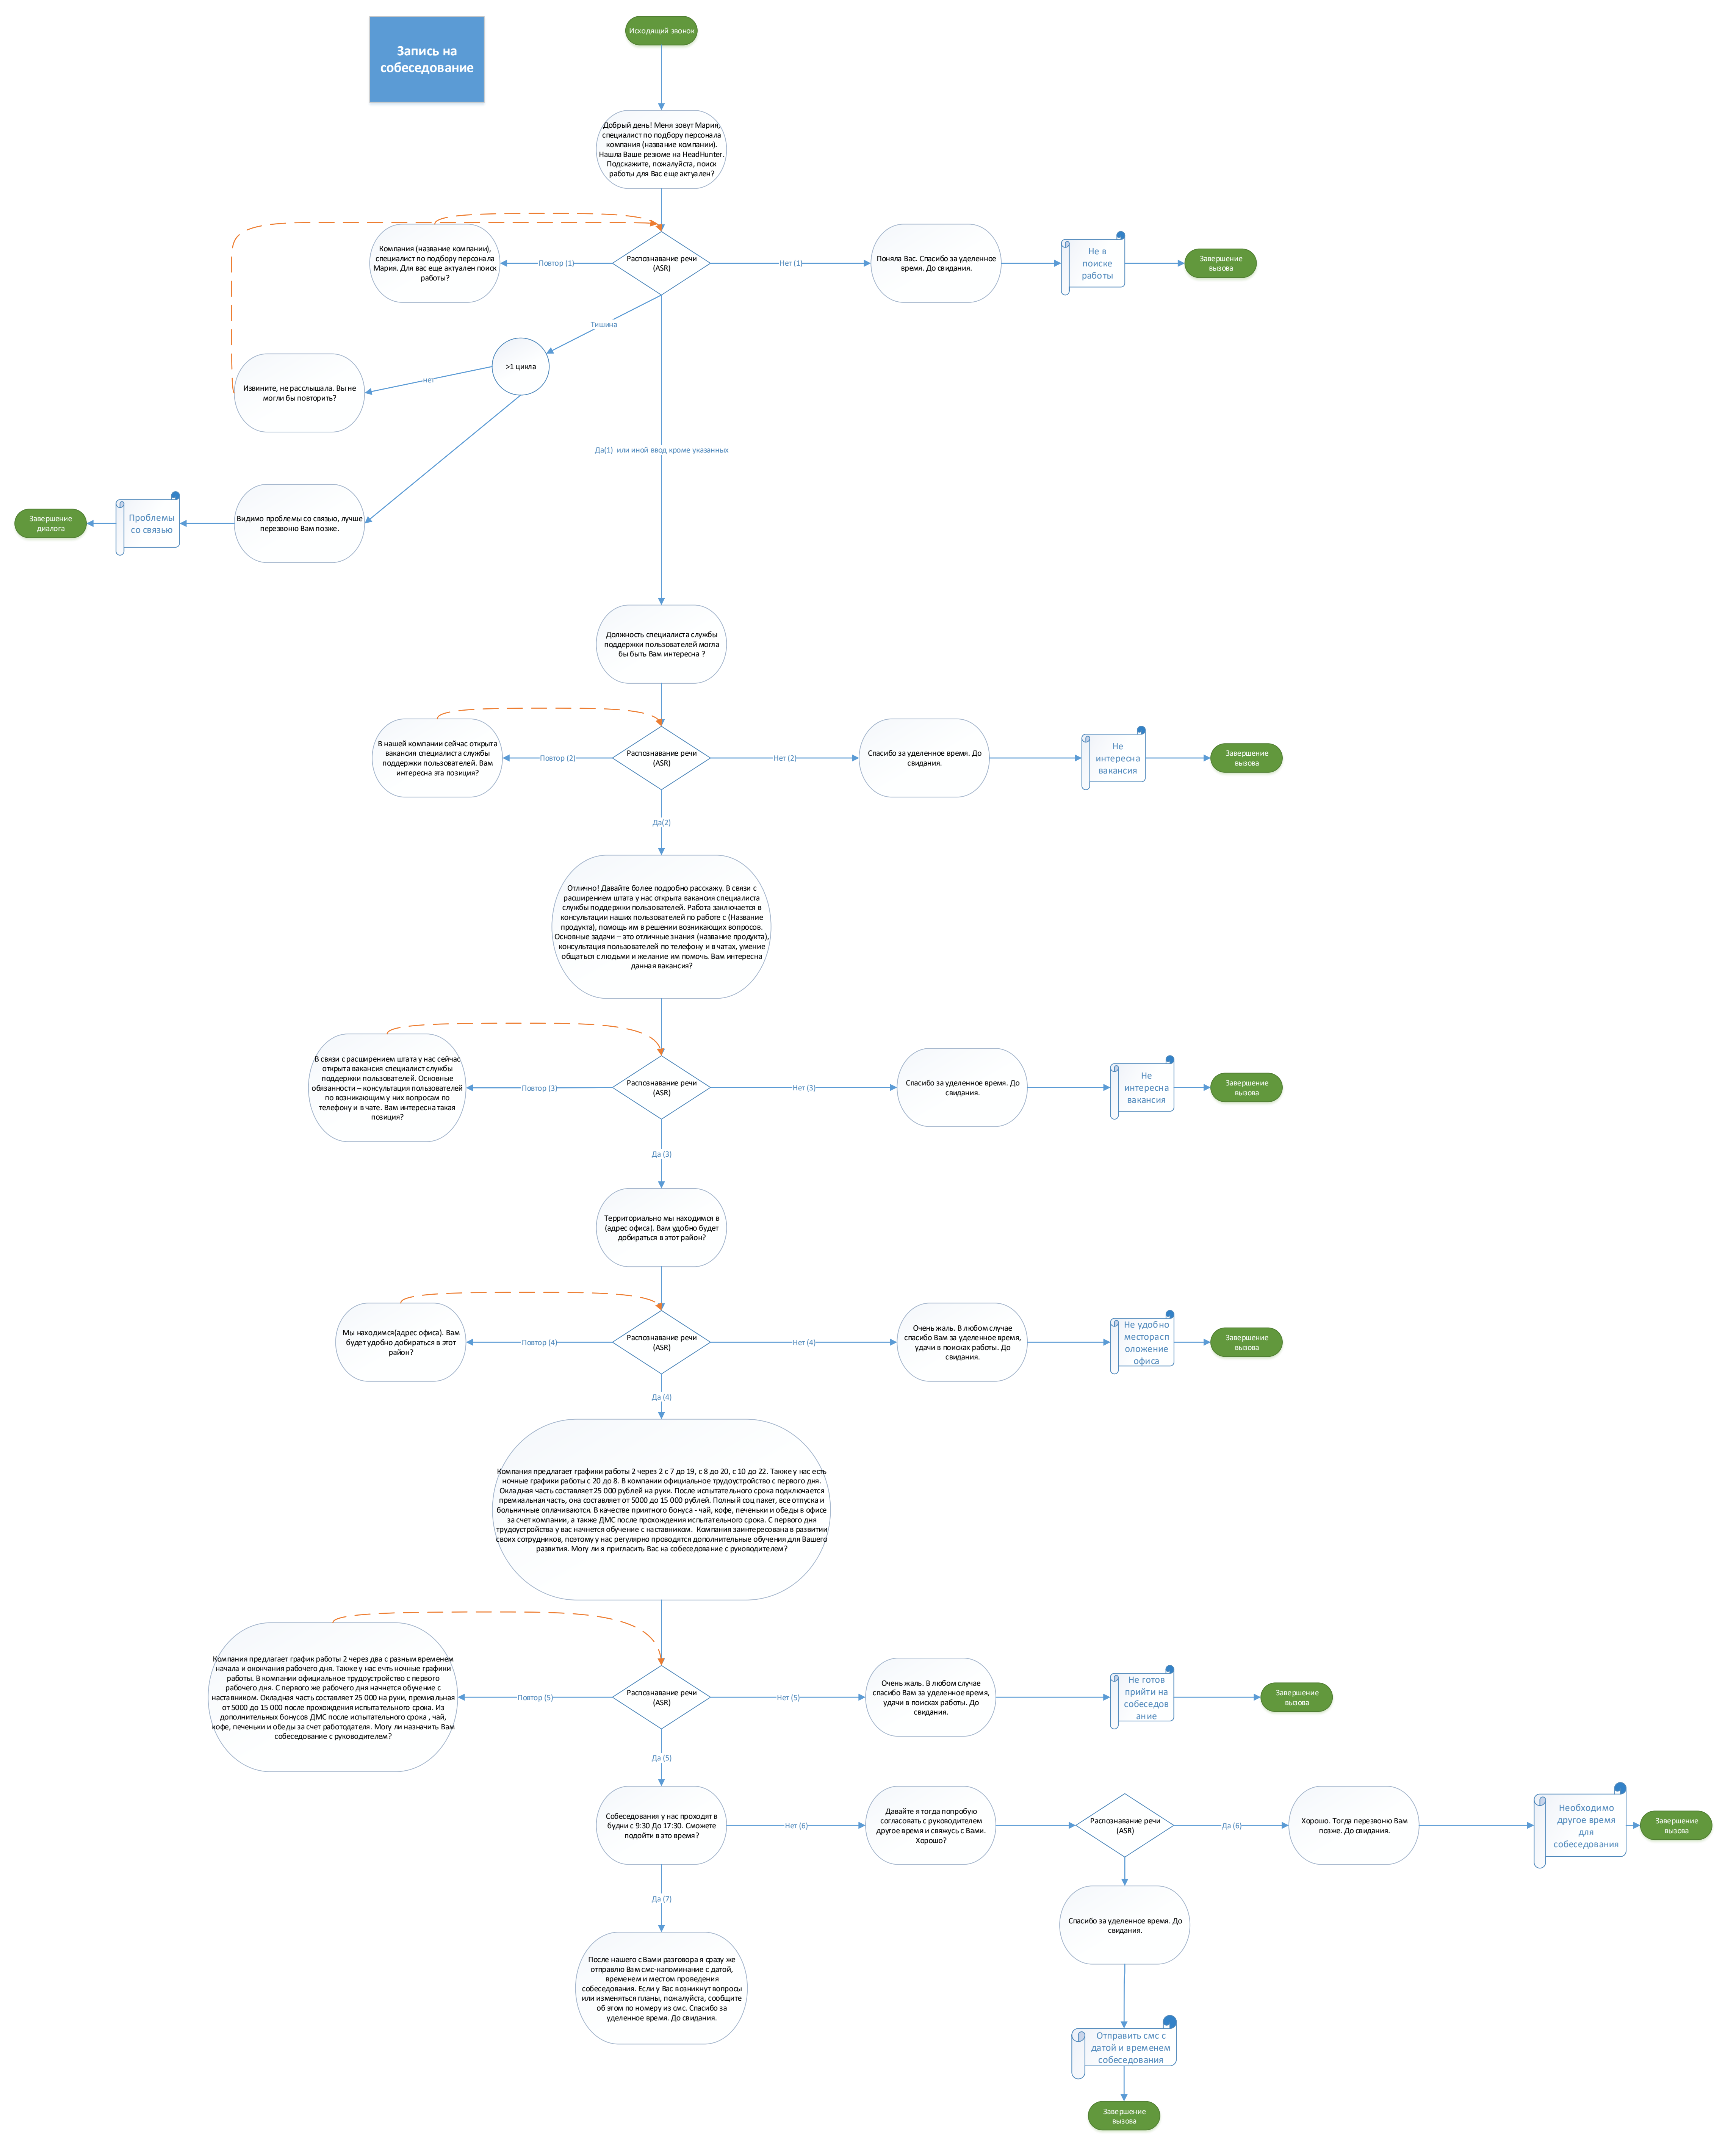 Запись на
собеседование
Исходящий звонок
Добрый день! Меня зовут Мария,
специалист по подбору персонала
компания (название компании).
Нашла Ваше резюме на HeadHunter.
Подскажите, пожалуйста, поиск
работы для Вас еще актуален?
Компания (название компании),
специалист по подбору персонала
Мария. Для вас еще актуален поиск
работы?
Повтор (1)
Распознавание речи
(ASR)
Нет (1)
Поняла Вас. Спасибо за уделенное
время. До свидания.
Не в
поиске
работы
Завершение
вызова
Тишина
>1 цикла
нет
Извините, не расслышала. Вы не
могли бы повторить?
Да(1)  или иной ввод кроме указанных
Завершение
диалога
Проблемы
со связью
Видимо проблемы со связью, лучше
перезвоню Вам позже.
Должность специалиста службы
поддержки пользователей могла
бы быть Вам интересна ?
В нашей компании сейчас открыта
вакансия специалиста службы
поддержки пользователей. Вам
интересна эта позиция?
Повтор (2)
Распознавание речи
(ASR)
Нет (2)
Спасибо за уделенное время. До
свидания.
Не
интересна
вакансия
Завершение
вызова
Да(2)
Отлично! Давайте более подробно расскажу. В связи с
расширением штата у нас открыта вакансия специалиста
службы поддержки пользователей. Работа заключается в
консультации наших пользователей по работе с (Название
продукта), помощь им в решении возникающих вопросов.
Основные задачи – это отличные знания (название продукта),
консультация пользователей по телефону и в чатах, умение
общаться с людьми и желание им помочь. Вам интересна
данная вакансия?
В связи с расширением штата у нас сейчас
открыта вакансия специалист службы
поддержки пользователей. Основные
обязанности – консультация пользователей
по возникающим у них вопросам по
телефону и в чате. Вам интересна такая
позиция?
Повтор (3)
Распознавание речи
(ASR)
Нет (3)
Спасибо за уделенное время. До
свидания.
Не
интересна
вакансия
Завершение
вызова
Да (3)
Территориально мы находимся в
(адрес офиса). Вам удобно будет
добираться в этот район?
Мы находимся(адрес офиса). Вам
будет удобно добираться в этот
район?
Повтор (4)
Распознавание речи
(ASR)
Нет (4)
Очень жаль. В любом случае
спасибо Вам за уделенное время,
удачи в поисках работы. До
свидания.
Не удобно
месторасп
оложение
офиса
Завершение
вызова
Да (4)
Компания предлагает графики работы 2 через 2 с 7 до 19, с 8 до 20, с 10 до 22. Также у нас есть
ночные графики работы с 20 до 8. В компании официальное трудоустройство с первого дня.
Окладная часть составляет 25 000 рублей на руки. После испытательного срока подключается
премиальная часть, она составляет от 5000 до 15 000 рублей. Полный соц пакет, все отпуска и
больничные оплачиваются. В качестве приятного бонуса - чай, кофе, печеньки и обеды в офисе
за счет компании, а также ДМС после прохождения испытательного срока. С первого дня
трудоустройства у вас начнется обучение с наставником.  Компания заинтересована в развитии
своих сотрудников, поэтому у нас регулярно проводятся дополнительные обучения для Вашего
развития. Могу ли я пригласить Вас на собеседование с руководителем?
Компания предлагает график работы 2 через два с разным временем
начала и окончания рабочего дня. Также у нас ечть ночные графики
работы. В компании официальное трудоустройство с первого
рабочего дня. С первого же рабочего дня начнется обучение с
наставником. Окладная часть составляет 25 000 на руки, премиальная
от 5000 до 15 000 после прохождения испытательного срока. Из
дополнительных бонусов ДМС после испытательного срока , чай,
кофе, печеньки и обеды за счет работодателя. Могу ли назначить Вам
собеседование с руководителем?
Повтор (5)
Распознавание речи
(ASR)
Нет (5)
Очень жаль. В любом случае
спасибо Вам за уделенное время,
удачи в поисках работы. До
свидания.
Не готов
прийти на
собеседов
ание
Завершение
вызова
Да (5)
Собеседования у нас проходят в
будни с 9:30 До 17:30. Сможете
подойти в это время?
Нет (6)
Давайте я тогда попробую
согласовать с руководителем
другое время и свяжусь с Вами.
Хорошо?
Распознавание речи
(ASR)
Да (6)
Хорошо. Тогда перезвоню Вам
позже. До свидания.
Необходимо
другое время
для
собеседования
Завершение
вызова
Да (7)
Спасибо за уделенное время. До
свидания.
После нашего с Вами разговора я сразу же
отправлю Вам смс-напоминание с датой,
временем и местом проведения
собеседования. Если у Вас возникнут вопросы
или изменяться планы, пожалуйста, сообщите
об этом по номеру из смс. Спасибо за
уделенное время. До свидания.
Отправить смс с
датой и временем
собеседования
Завершение
вызова